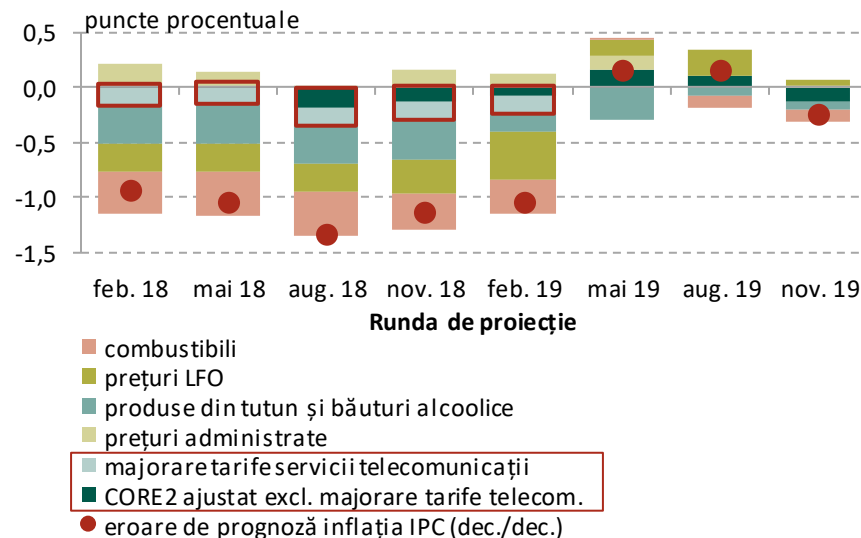 puncte procentuale
0,5
0,0
-0,5
-1,0
-1,5
feb. 18 mai 18 aug. 18 nov. 18 feb. 19 mai 19 aug. 19 nov. 19
Runda de proiecție
combustibili
prețuri LFO
produse din tutun și băuturi alcoolice
prețuri administrate
majorare tarife servicii telecomunicații
CORE2 ajustat excl. majorare tarife telecom.
eroare de prognoză inflația IPC (dec./dec.)